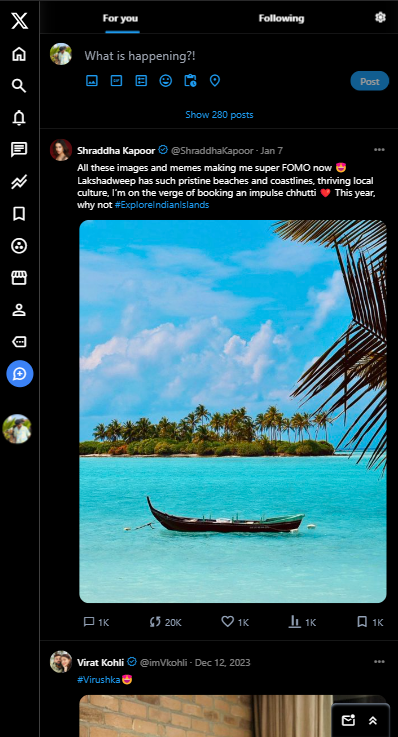 For you
Following
What is happening?!
Post
Show 280 posts
Shraddha Kapoor @ShraddhaKapoor · Jan 7
All these images and memes making me super FOMO now 😍
Lakshadweep has such pristine beaches and coastlines, thriving local
culture, I'm on the verge of booking an impulse chhutti ❤️ This year,
why not #ExploreIndianIslands
1K
20K
1K
1K
1K
Virat Kohli @imVkohli · Dec 12, 2023
#Virushka😍